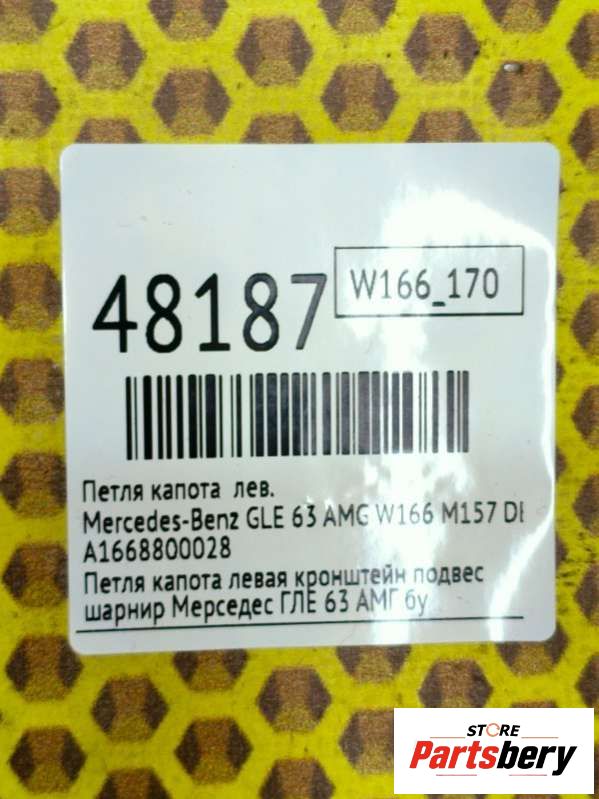 48187
W166_170
Петля капота лев.
Mercedes-Benz GLE 63 AMG W166 M157 DE
A1668800028
Петля капота левая кронштейн подвес
шарнир Мерседес ГЛЕ 63 АМГ бу
STORE
Partsbery